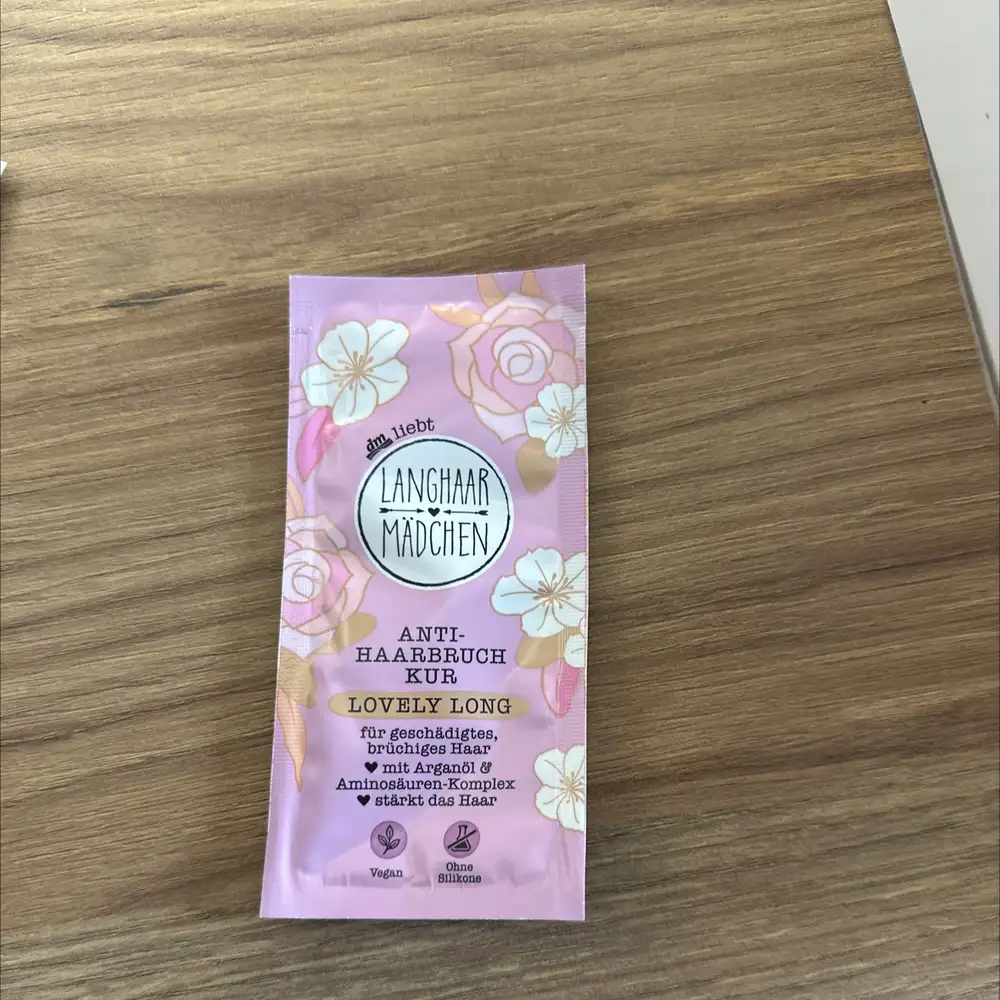 dm liebt
LANGHAAR
MÄDCHEN
ANTI-
HAARBRUCH
KUR
LOVELY LONG
für geschädigtes,
brüchiges Haar
♥ mit Arganöl &
Aminosäuren-Komplex
♥ stärkt das Haar
Vegan
Ohne
Silikone